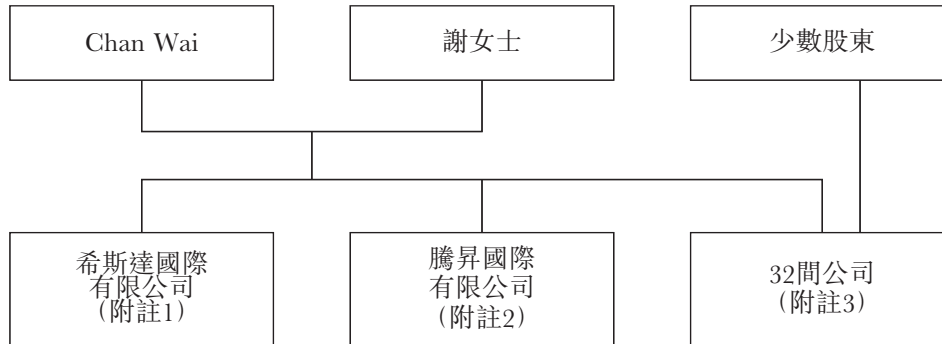 Chan Wai
謝女士
少數股東
希斯達國際
有限公司
（附註1）
騰昇國際
有限公司
（附註2）
32間公司
（附註3）